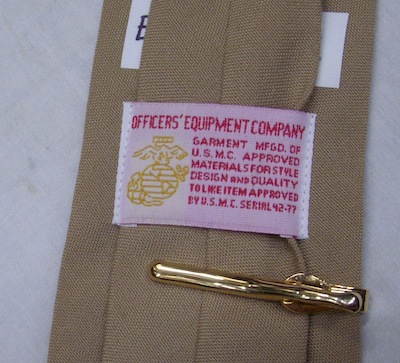 OFFICERS' EQUIPMENT COMPANY
GARMENT MFGD. OF
U.S.M.C. APPROVED
MATERIALS FOR STYLE
DESIGN AND QUALITY
TO LIKE ITEM APPROVED
BY U.S.M.C. SERIAL 42-77